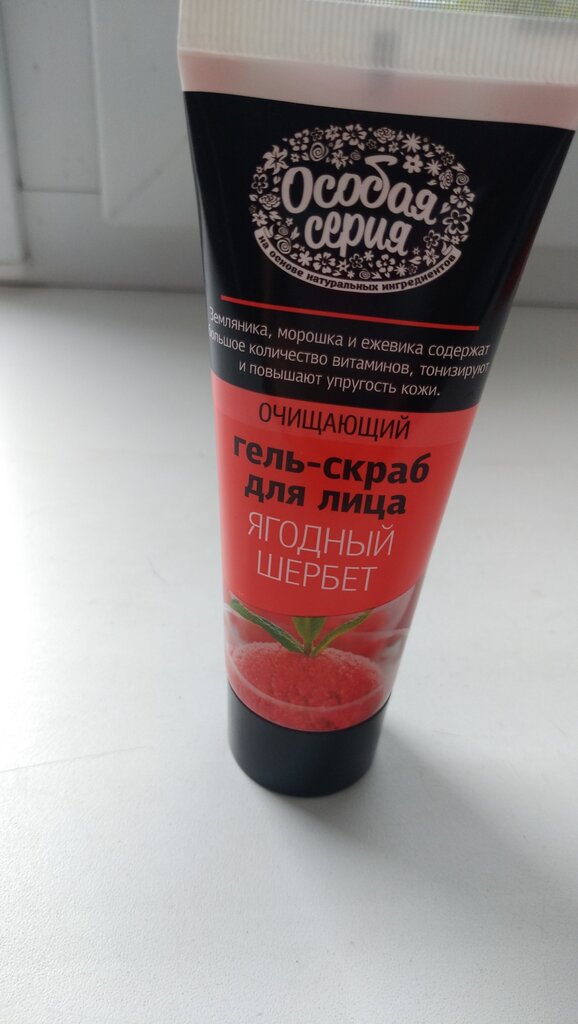 Особая
серия
на основе натуральных ингредиентов
Земляника, морошка и ежевика содержат
большое количество витаминов, тонизируют
и повышают упругость кожи.
ОЧИЩАЮЩИЙ
гель-скраб
для лица
ЯГОДНЫЙ
ШЕРБЕТ